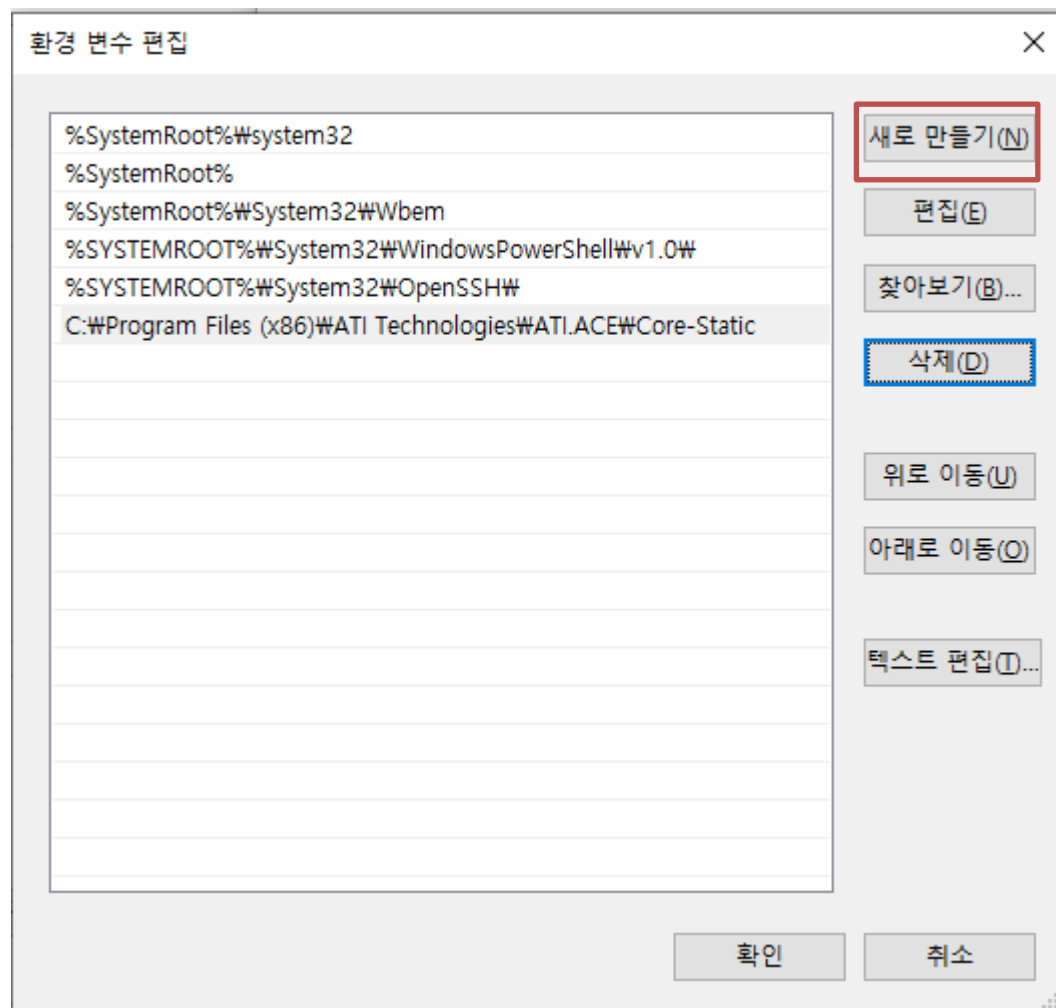 환경 변수 편집
%SystemRoot%₩system32
%SystemRoot%
%SystemRoot%₩System32₩Wbem
%SYSTEMROOT%₩System32₩WindowsPowerShell₩v1.0₩
%SYSTEMROOT%₩System32₩OpenSSH₩
C:₩Program Files (x86)₩ATI Technologies₩ATI.ACE₩Core-Static
새로 만들기(N)
편집(E)
찾아보기(B)...
삭제(D)
위로 이동(U)
아래로 이동(O)
텍스트 편집(T)...
확인
취소